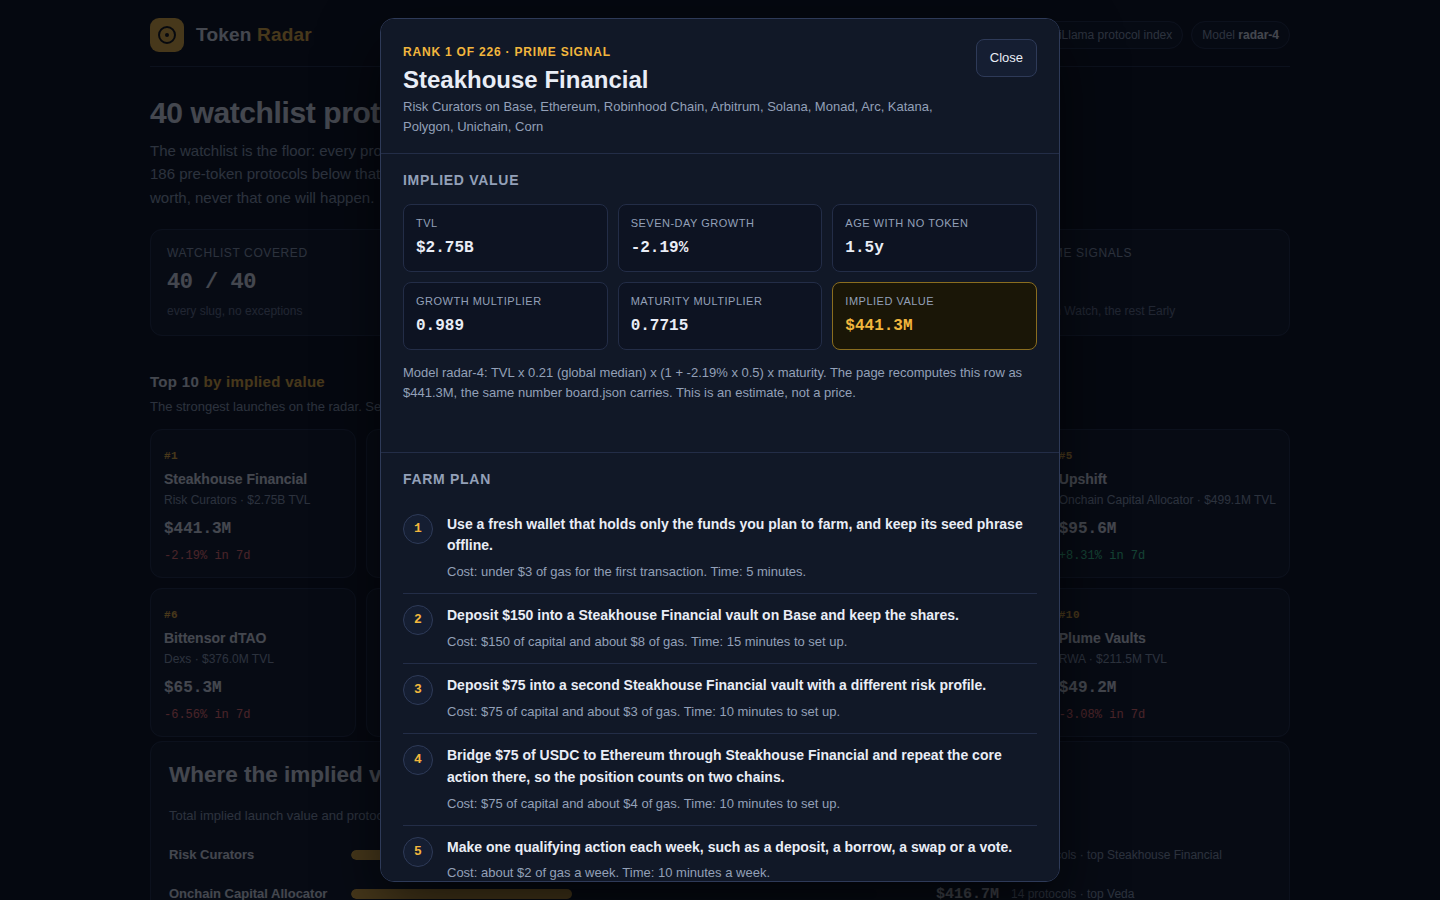 Token Radar
Llama protocol index
Model radar-4
RANK 1 OF 226 · PRIME SIGNAL
Close
Steakhouse Financial
Risk Curators on Base, Ethereum, Robinhood Chain, Arbitrum, Solana, Monad, Arc, Katana,
Polygon, Unichain, Corn
40 watchlist
The watchlist is the floor: every
186 pre-token protocols below that
worth, never that one will happen.
IMPLIED VALUE
TVL
$2.75B
SEVEN-DAY GROWTH
-2.19%
AGE WITH NO TOKEN
1.5y
GROWTH MULTIPLIER
0.989
MATURITY MULTIPLIER
0.7715
IMPLIED VALUE
$441.3M
Model radar-4: TVL x 0.21 (global median) x (1 + -2.19% x 0.5) x maturity. The page recomputes this row as
$441.3M, the same number board.json carries. This is an estimate, not a price.
WATCHLIST COVERED
40 / 40
every slug, no exceptions
SIGNALS
Watch, the rest Early
Top 10 by implied value
The strongest launches on the radar.
#1
Steakhouse Financial
Risk Curators · $2.75B TVL
$441.3M
-2.19% in 7d
#5
Upshift
Onchain Capital Allocator · $499.1M TVL
$95.6M
+8.31% in 7d
#6
Bittensor dTAO
Dexs · $376.0M TVL
$65.3M
-6.56% in 7d
#10
Plume Vaults
RWA · $211.5M TVL
$49.2M
-3.08% in 7d
FARM PLAN
1
Use a fresh wallet that holds only the funds you plan to farm, and keep its seed phrase
offline.
Cost: under $3 of gas for the first transaction. Time: 5 minutes.
2
Deposit $150 into a Steakhouse Financial vault on Base and keep the shares.
Cost: $150 of capital and about $8 of gas. Time: 15 minutes to set up.
3
Deposit $75 into a second Steakhouse Financial vault with a different risk profile.
Cost: $75 of capital and about $3 of gas. Time: 10 minutes to set up.
4
Bridge $75 of USDC to Ethereum through Steakhouse Financial and repeat the core
action there, so the position counts on two chains.
Cost: $75 of capital and about $4 of gas. Time: 10 minutes to set up.
5
Make one qualifying action each week, such as a deposit, a borrow, a swap or a vote.
Cost: about $2 of gas a week. Time: 10 minutes a week.
Where the implied
Total implied launch value and
Risk Curators
· top Steakhouse Financial
Onchain Capital Allocator
$416.7M
14 protocols · top Veda